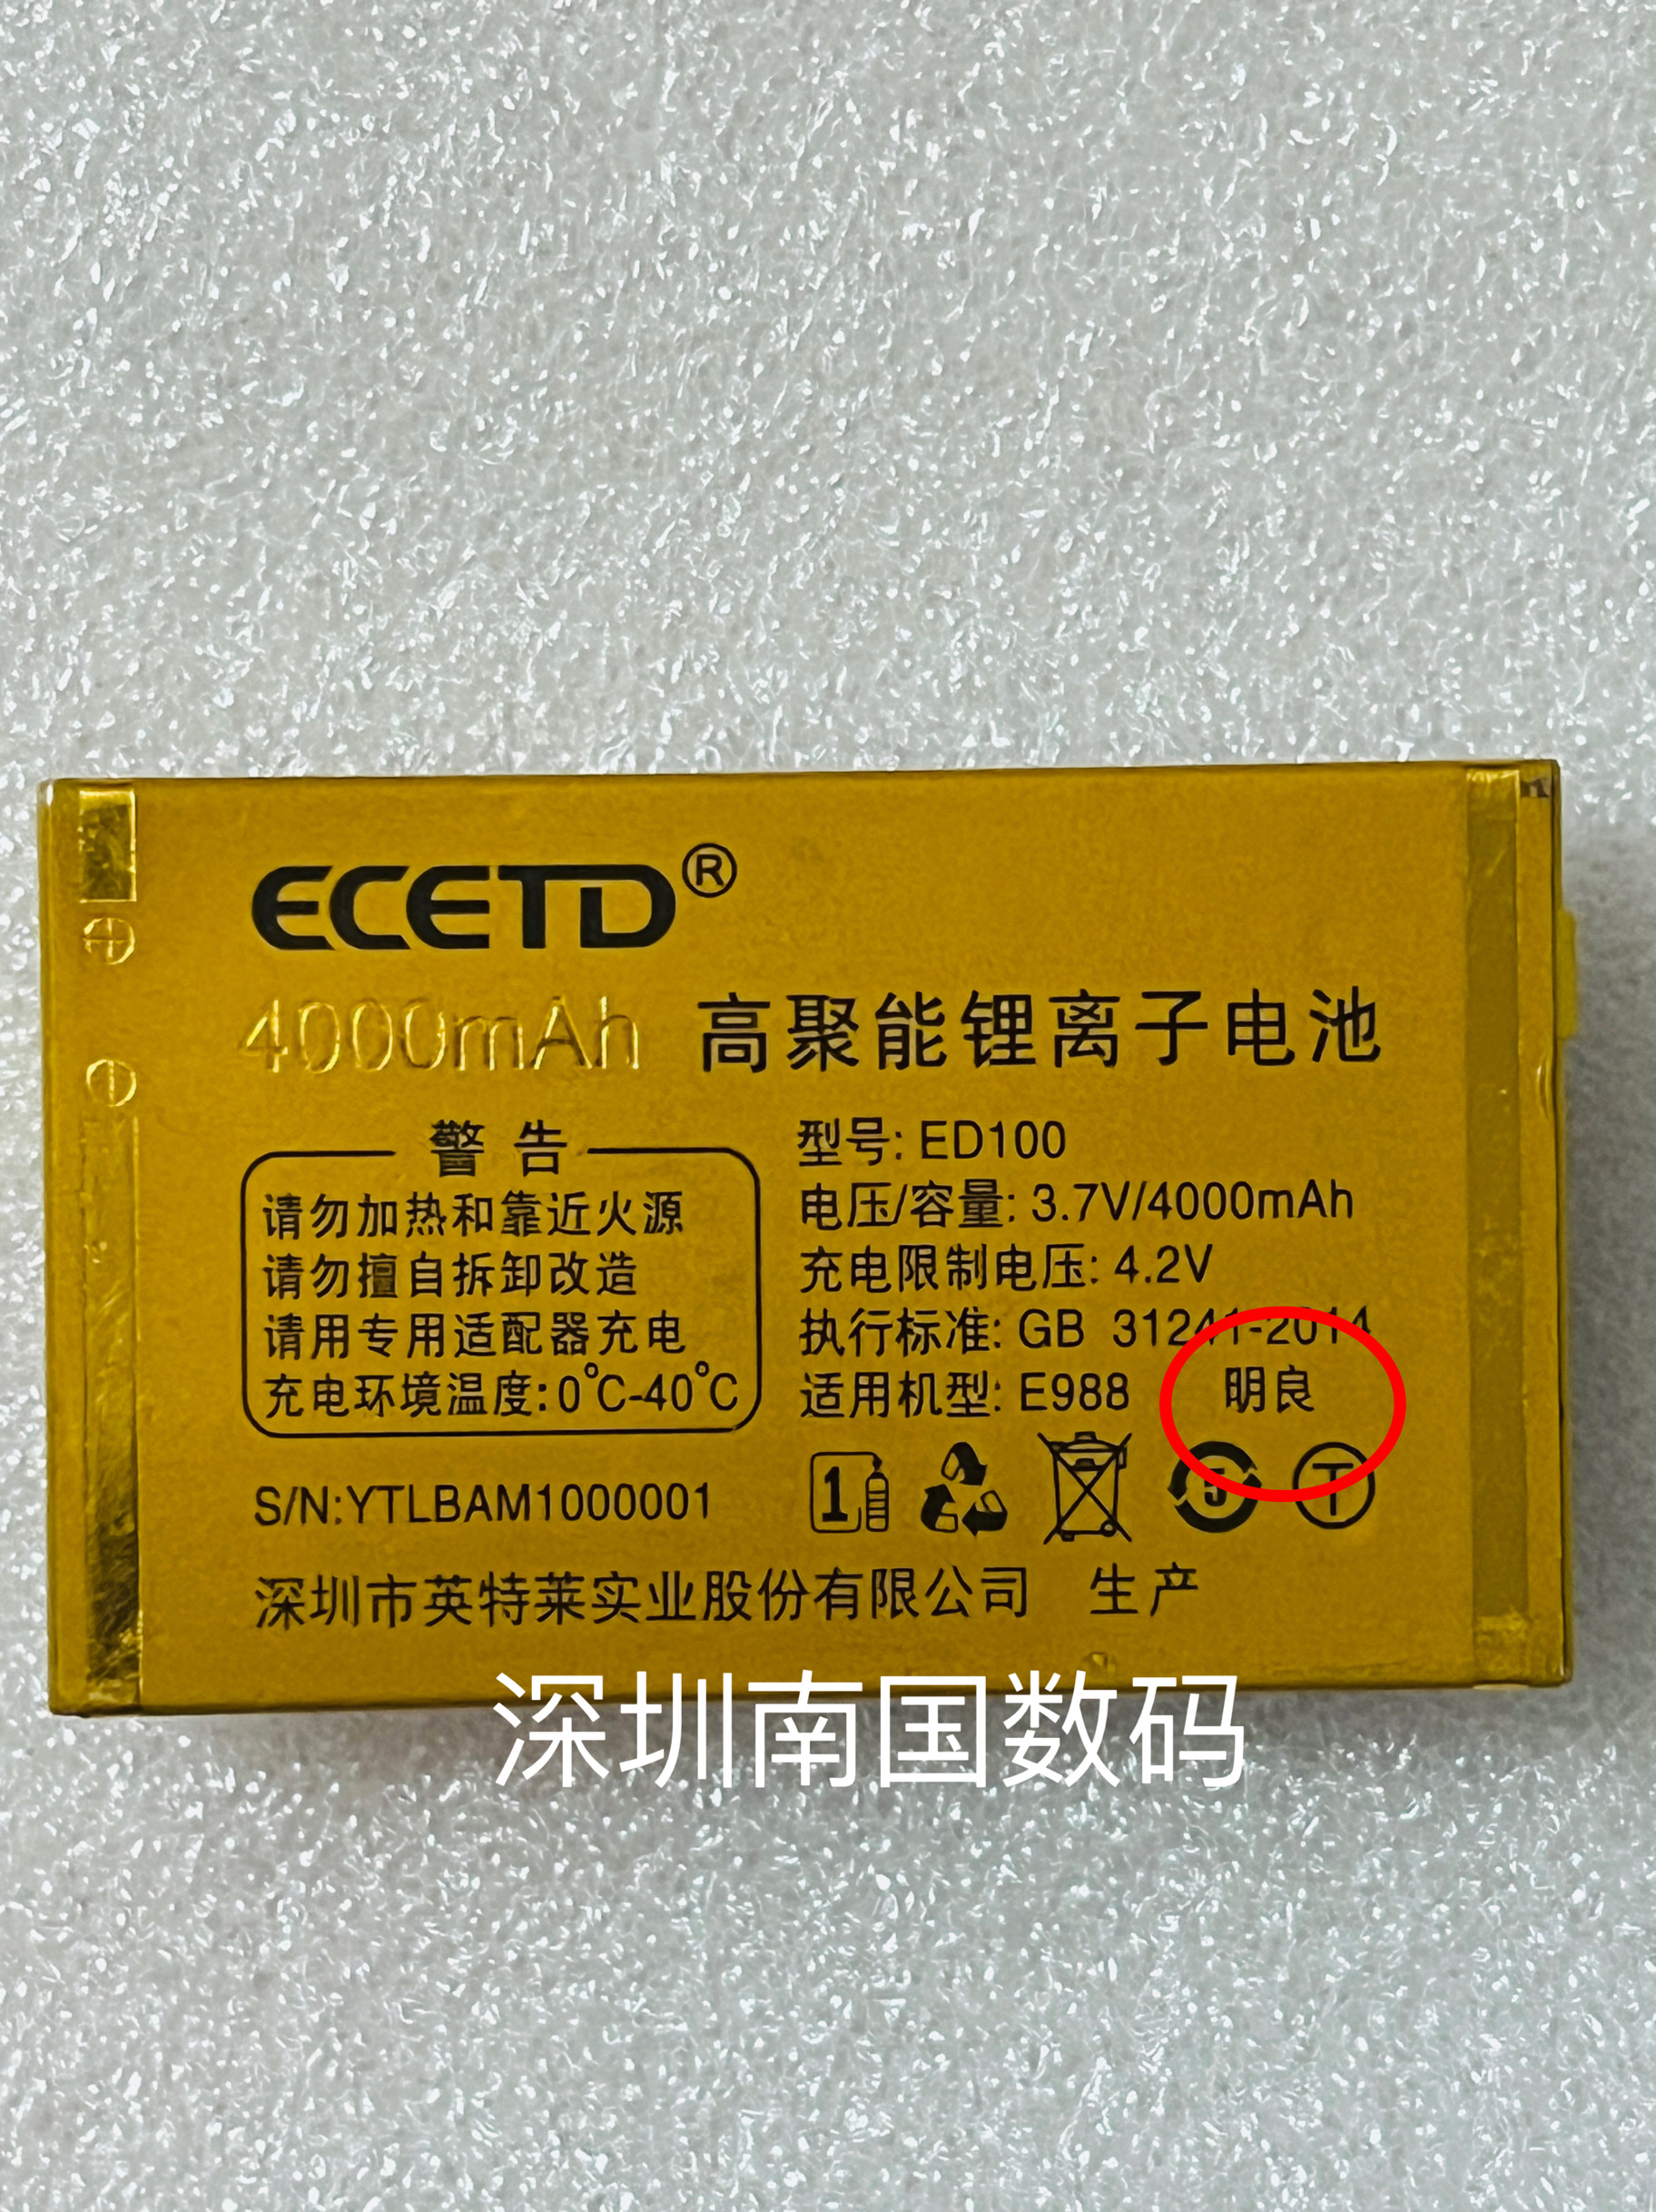 ECETD®
4000mAh 高聚能锂离子电池
警告
请勿加热和靠近火源
请勿擅自拆卸改造
请用专用适配器充电
充电环境温度:0℃-40℃
型号: ED100
电压/容量: 3.7V/4000mAh
充电限制电压: 4.2V
执行标准: GB 31241-2014
适用机型: E988 明良
1
5
T
S/N:YTLBAM1000001
深圳市英特莱实业股份有限公司 生产
深圳南国数码